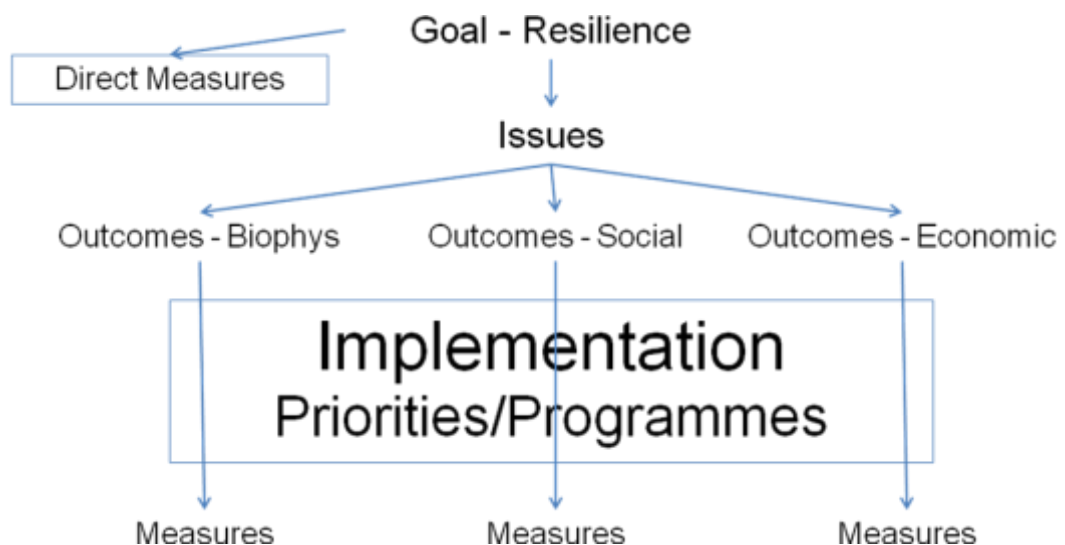 Goal - Resilience
Direct Measures
Issues
Outcomes - Biophys
Outcomes - Social
Outcomes - Economic
Implementation
Priorities/Programmes
Measures
Measures
Measures